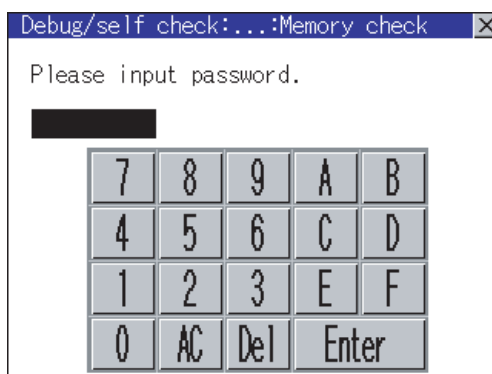 Debug/self check:...:Memory check X
Please input password.
7 8 9 A B
4 5 6 C D
1 2 3 E F
0 AC Del Enter